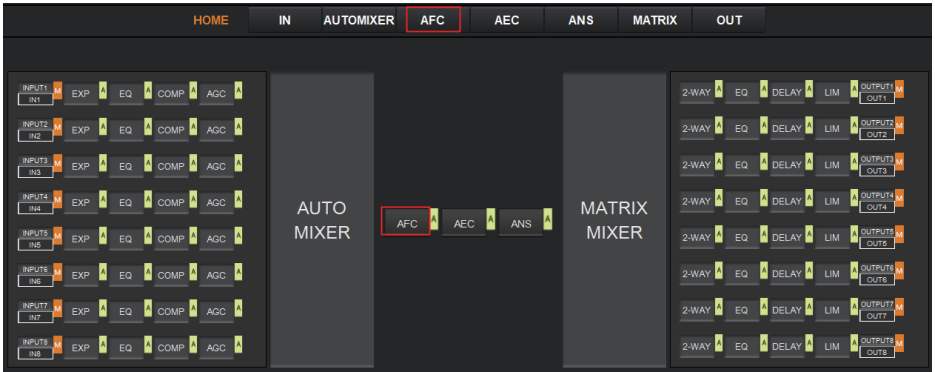 HOME IN AUTOMIXER AFC AEC ANS MATRIX OUT
INPUT1 M EXP A EQ A COMP A AGC A 2-WAY A EQ A DELAY A LIM A OUTPUT1 M
IN1 OUT1
INPUT2 M EXP A EQ A COMP A AGC A 2-WAY A EQ A DELAY A LIM A OUTPUT2 M
IN2 OUT2
INPUT3 M EXP A EQ A COMP A AGC A 2-WAY A EQ A DELAY A LIM A OUTPUT3 M
IN3 OUT3
INPUT4 M EXP A EQ A COMP A AGC A 2-WAY A EQ A DELAY A LIM A OUTPUT4 M
IN4 OUT4
AUTO MIXER AFC A AEC A ANS A MATRIX MIXER
INPUT5 M EXP A EQ A COMP A AGC A 2-WAY A EQ A DELAY A LIM A OUTPUT5 M
IN5 OUT5
INPUT6 M EXP A EQ A COMP A AGC A 2-WAY A EQ A DELAY A LIM A OUTPUT6 M
IN6 OUT6
INPUT7 M EXP A EQ A COMP A AGC A 2-WAY A EQ A DELAY A LIM A OUTPUT7 M
IN7 OUT7
INPUT8 M EXP A EQ A COMP A AGC A 2-WAY A EQ A DELAY A LIM A OUTPUT8 M
IN8 OUT8